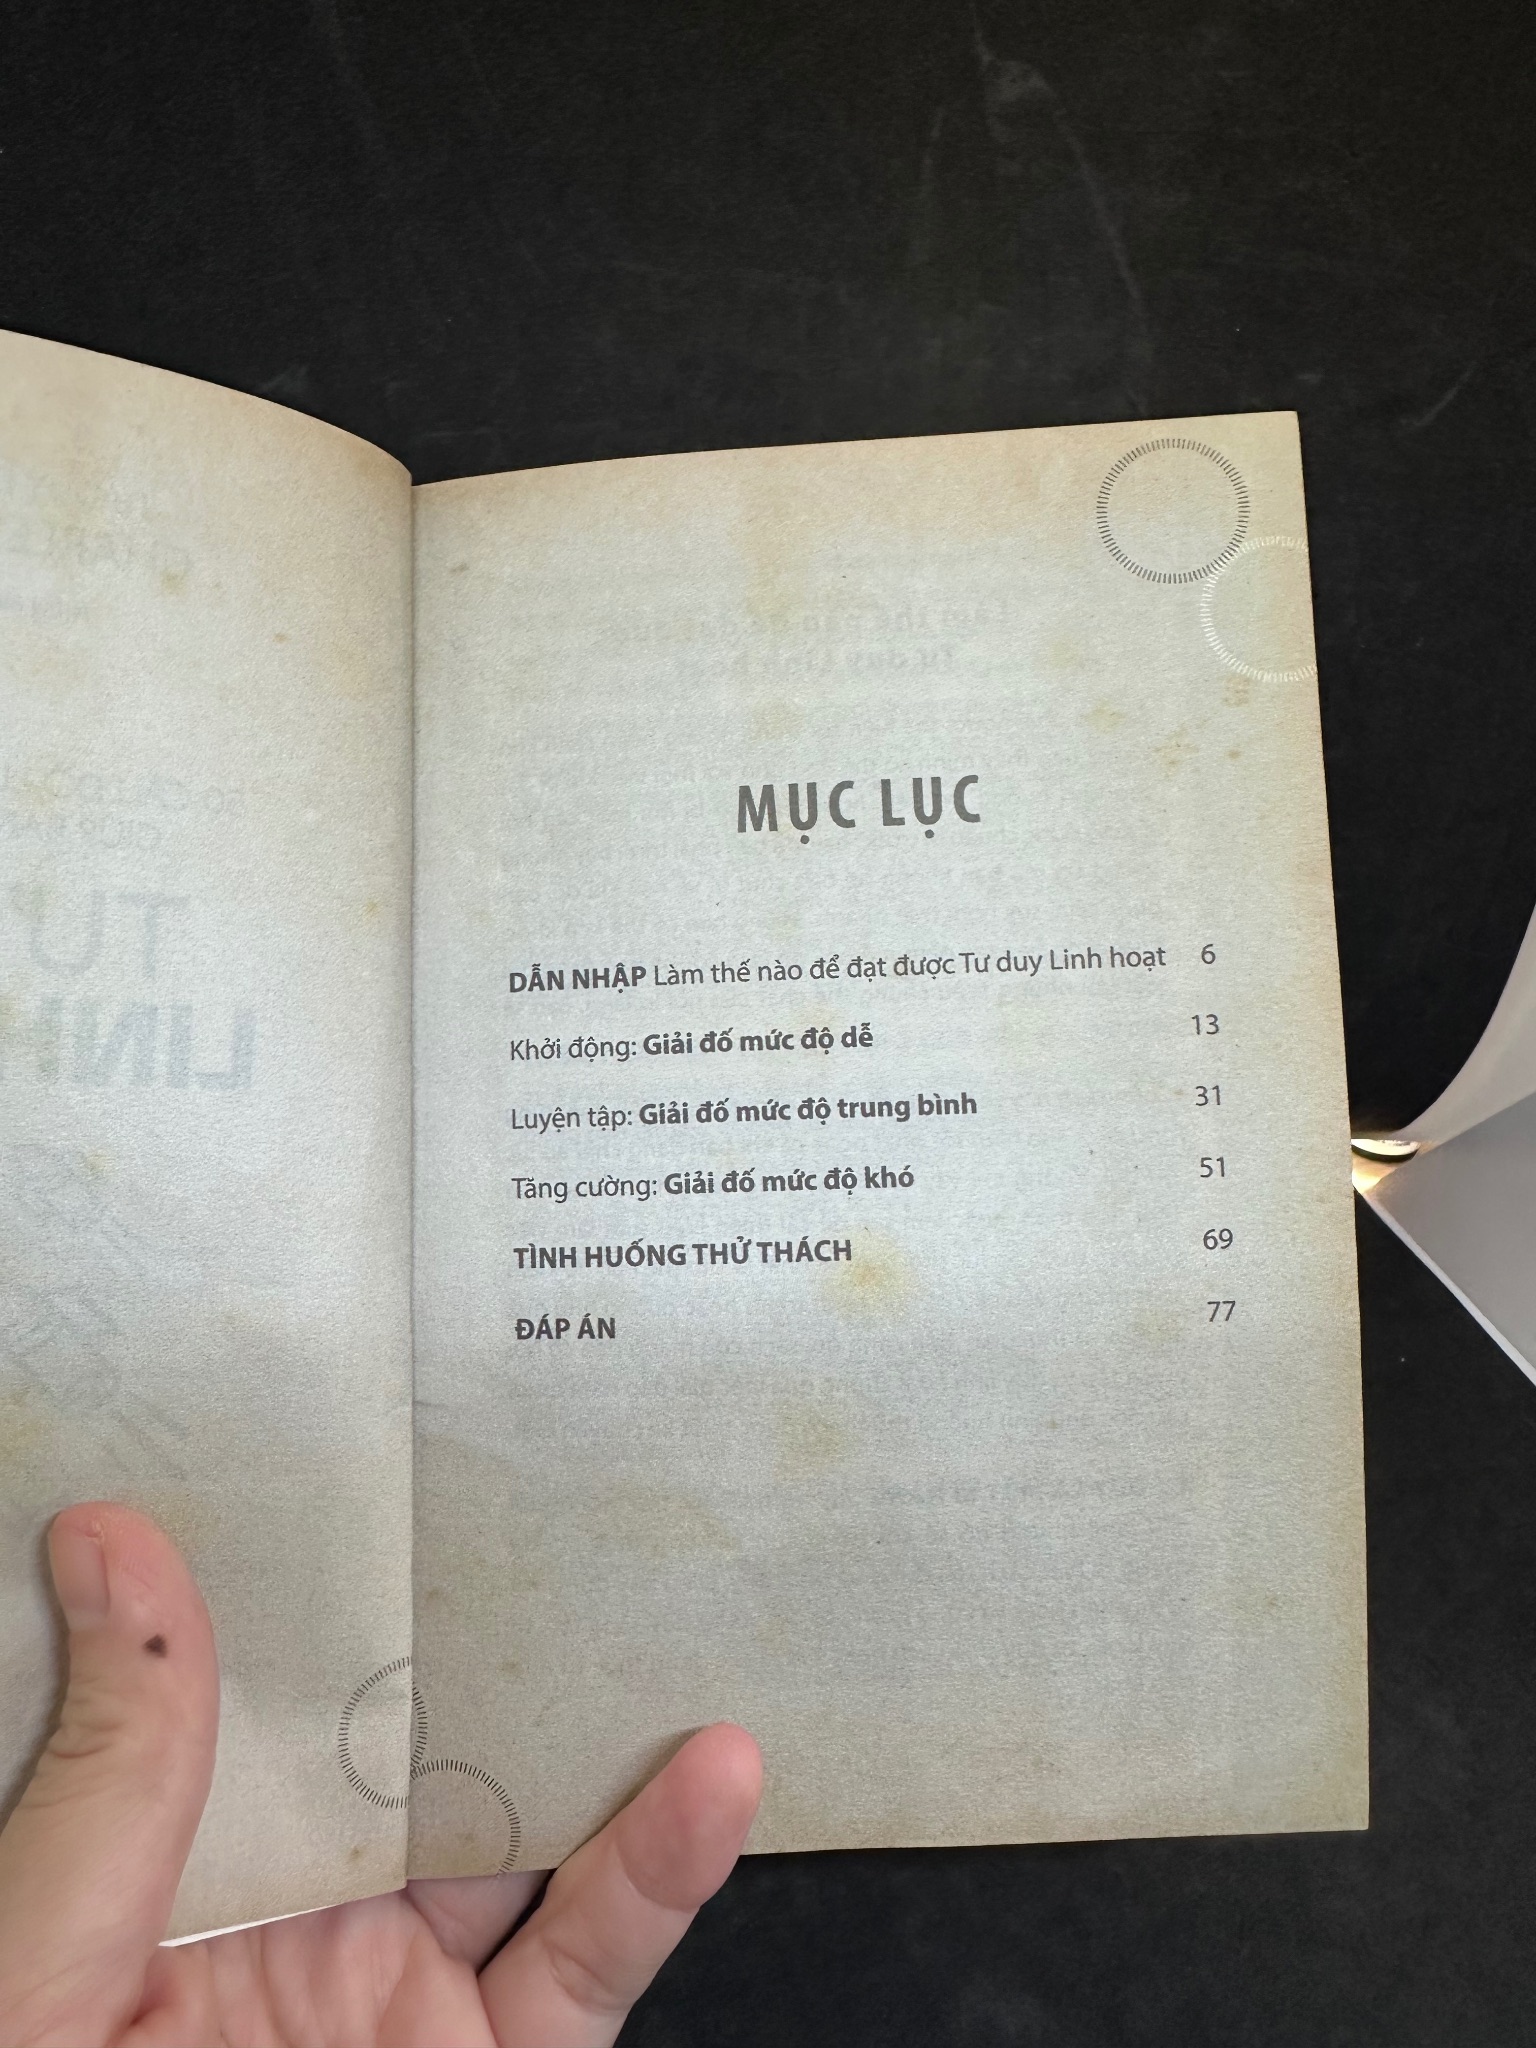 MỤC LỤC
DẪN NHẬP Làm thế nào để đạt được Tư duy Linh hoạt 6
Khởi động: Giải đố mức độ dễ 13
Luyện tập: Giải đố mức độ trung bình 31
Tăng cường: Giải đố mức độ khó 51
TÌNH HUỐNG THỬ THÁCH 69
ĐÁP ÁN 77